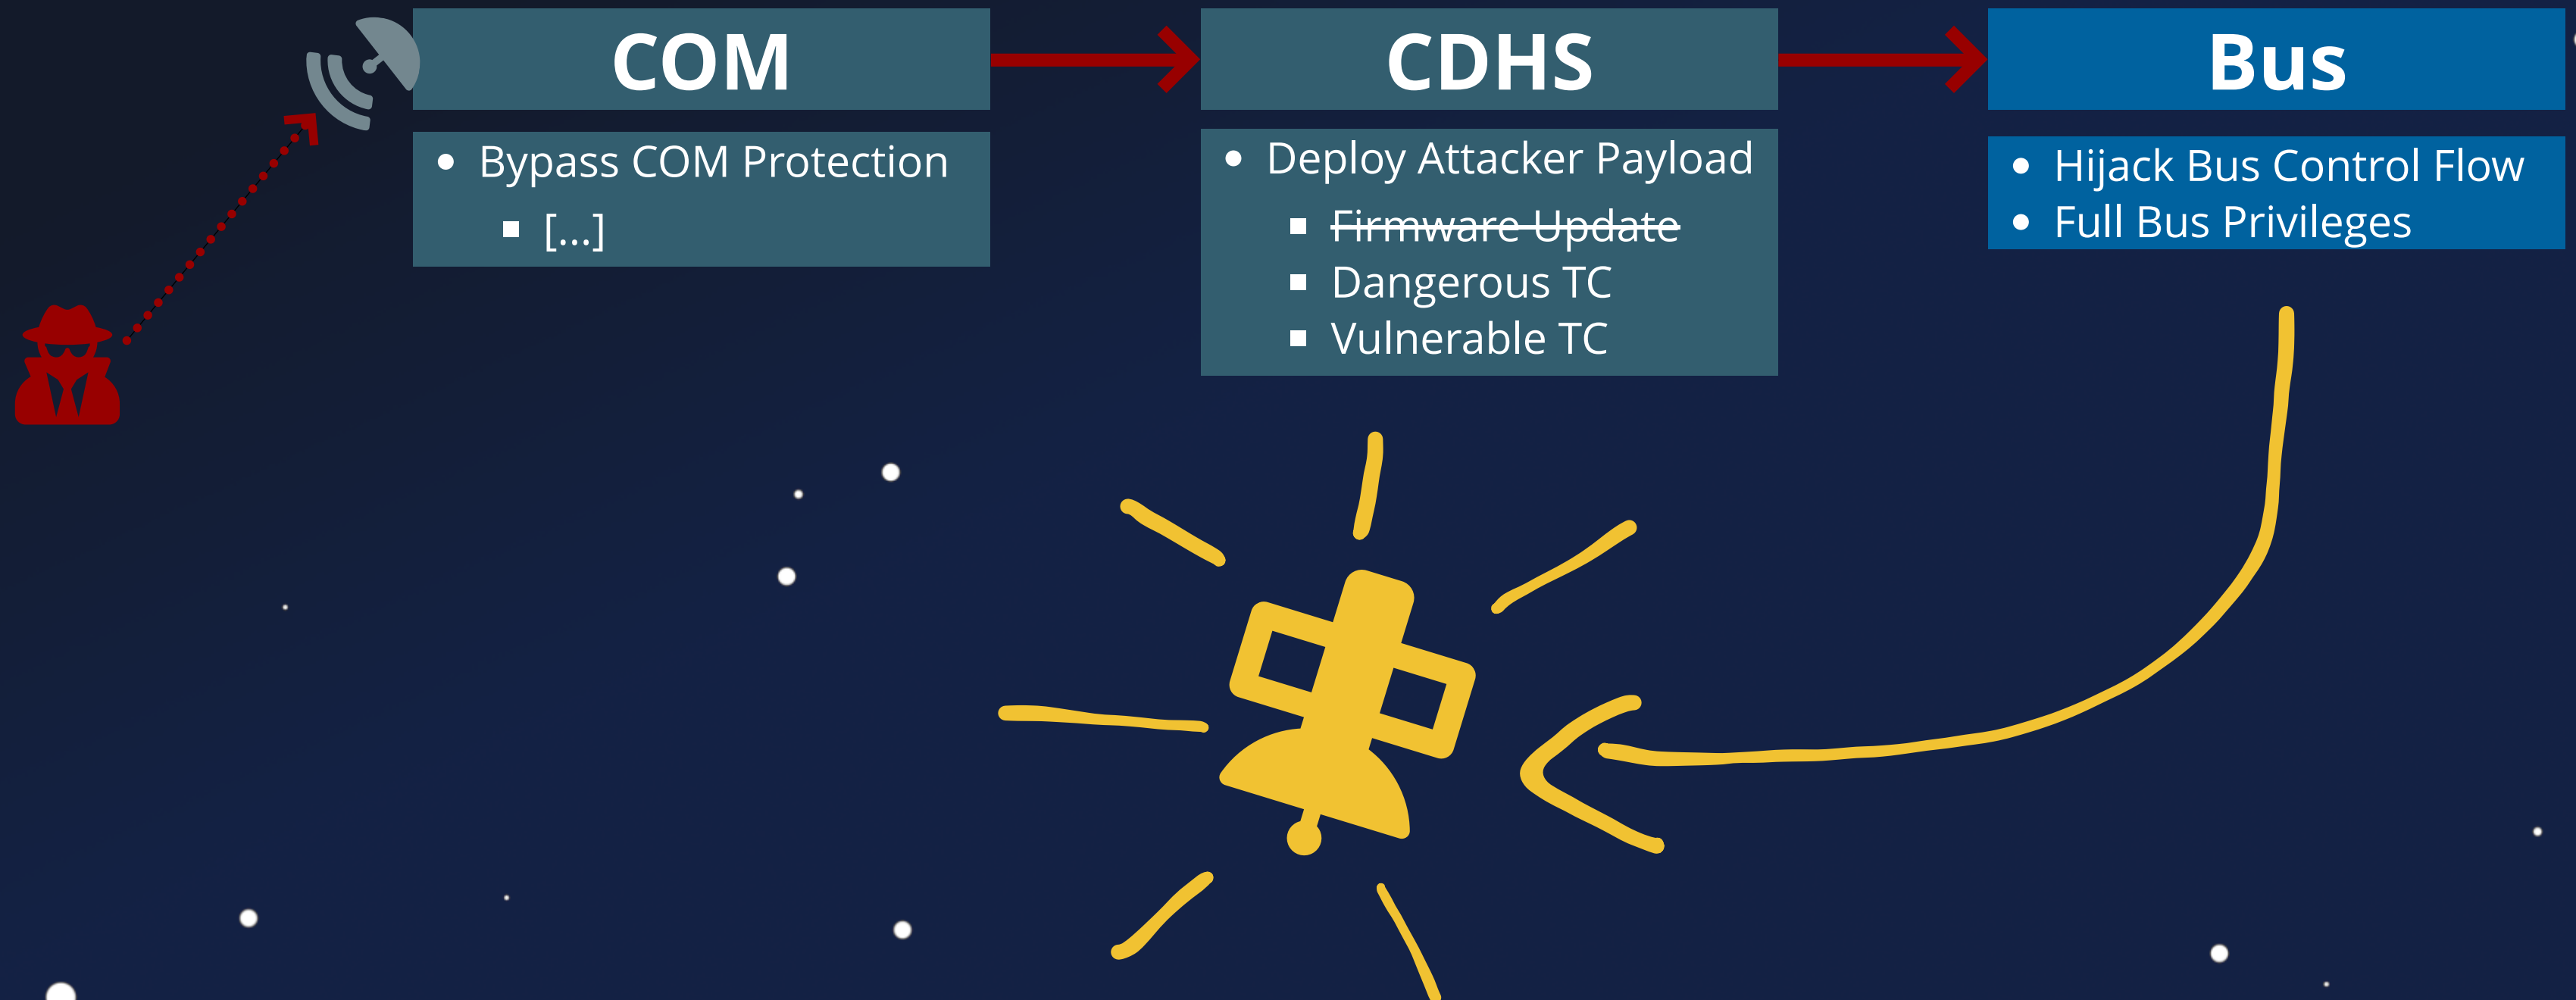 COM
Bypass COM Protection
[...]
CDHS
Deploy Attacker Payload
Firmware Update
Dangerous TC
Vulnerable TC
Bus
Hijack Bus Control Flow
Full Bus Privileges